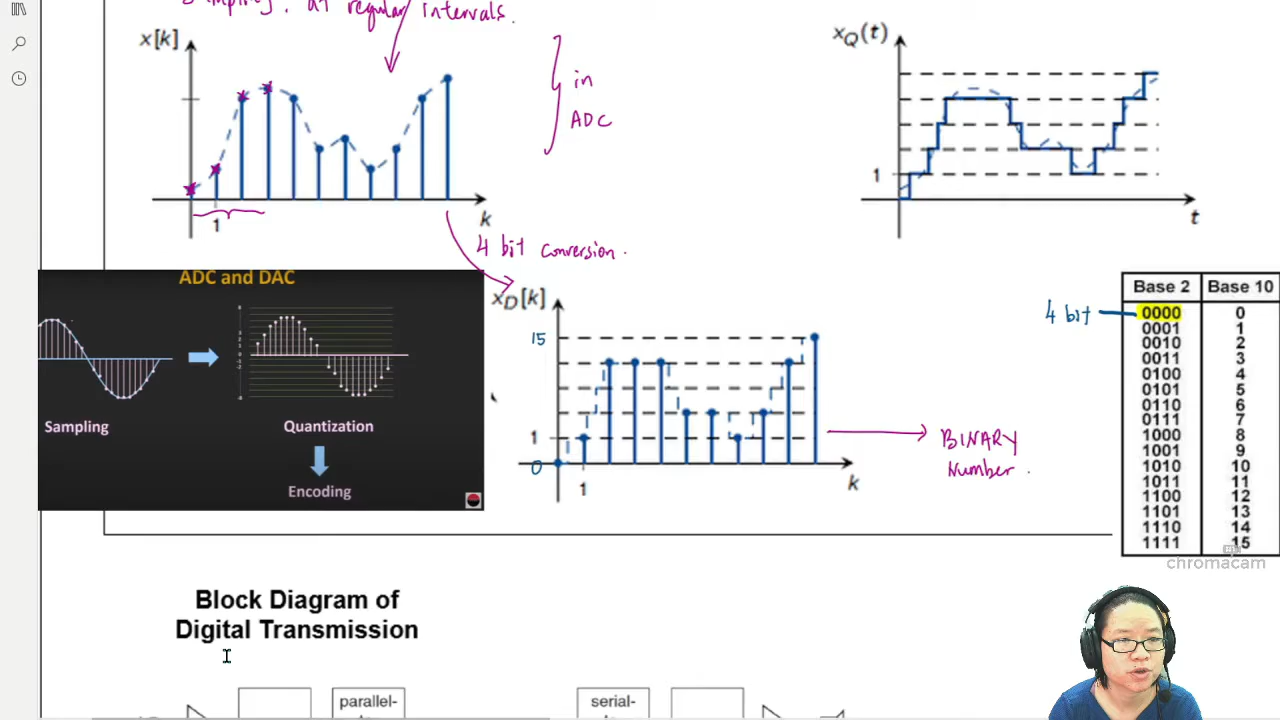 at regular intervals.
x[k]
1
k
in
ADC
xQ(t)
1
t
4 bit conversion.
ADC and DAC
Sampling
Quantization
Encoding
xD[k]
15
1
0
1
k
BINARY
Number.
4 bit
Base 2 Base 10
0000 0
0001 1
0010 2
0011 3
0100 4
0101 5
0110 6
0111 7
1000 8
1001 9
1010 10
1011 11
1100 12
1101 13
1110 14
1111 15
chromacam
Block Diagram of
Digital Transmission
parallel-
serial-